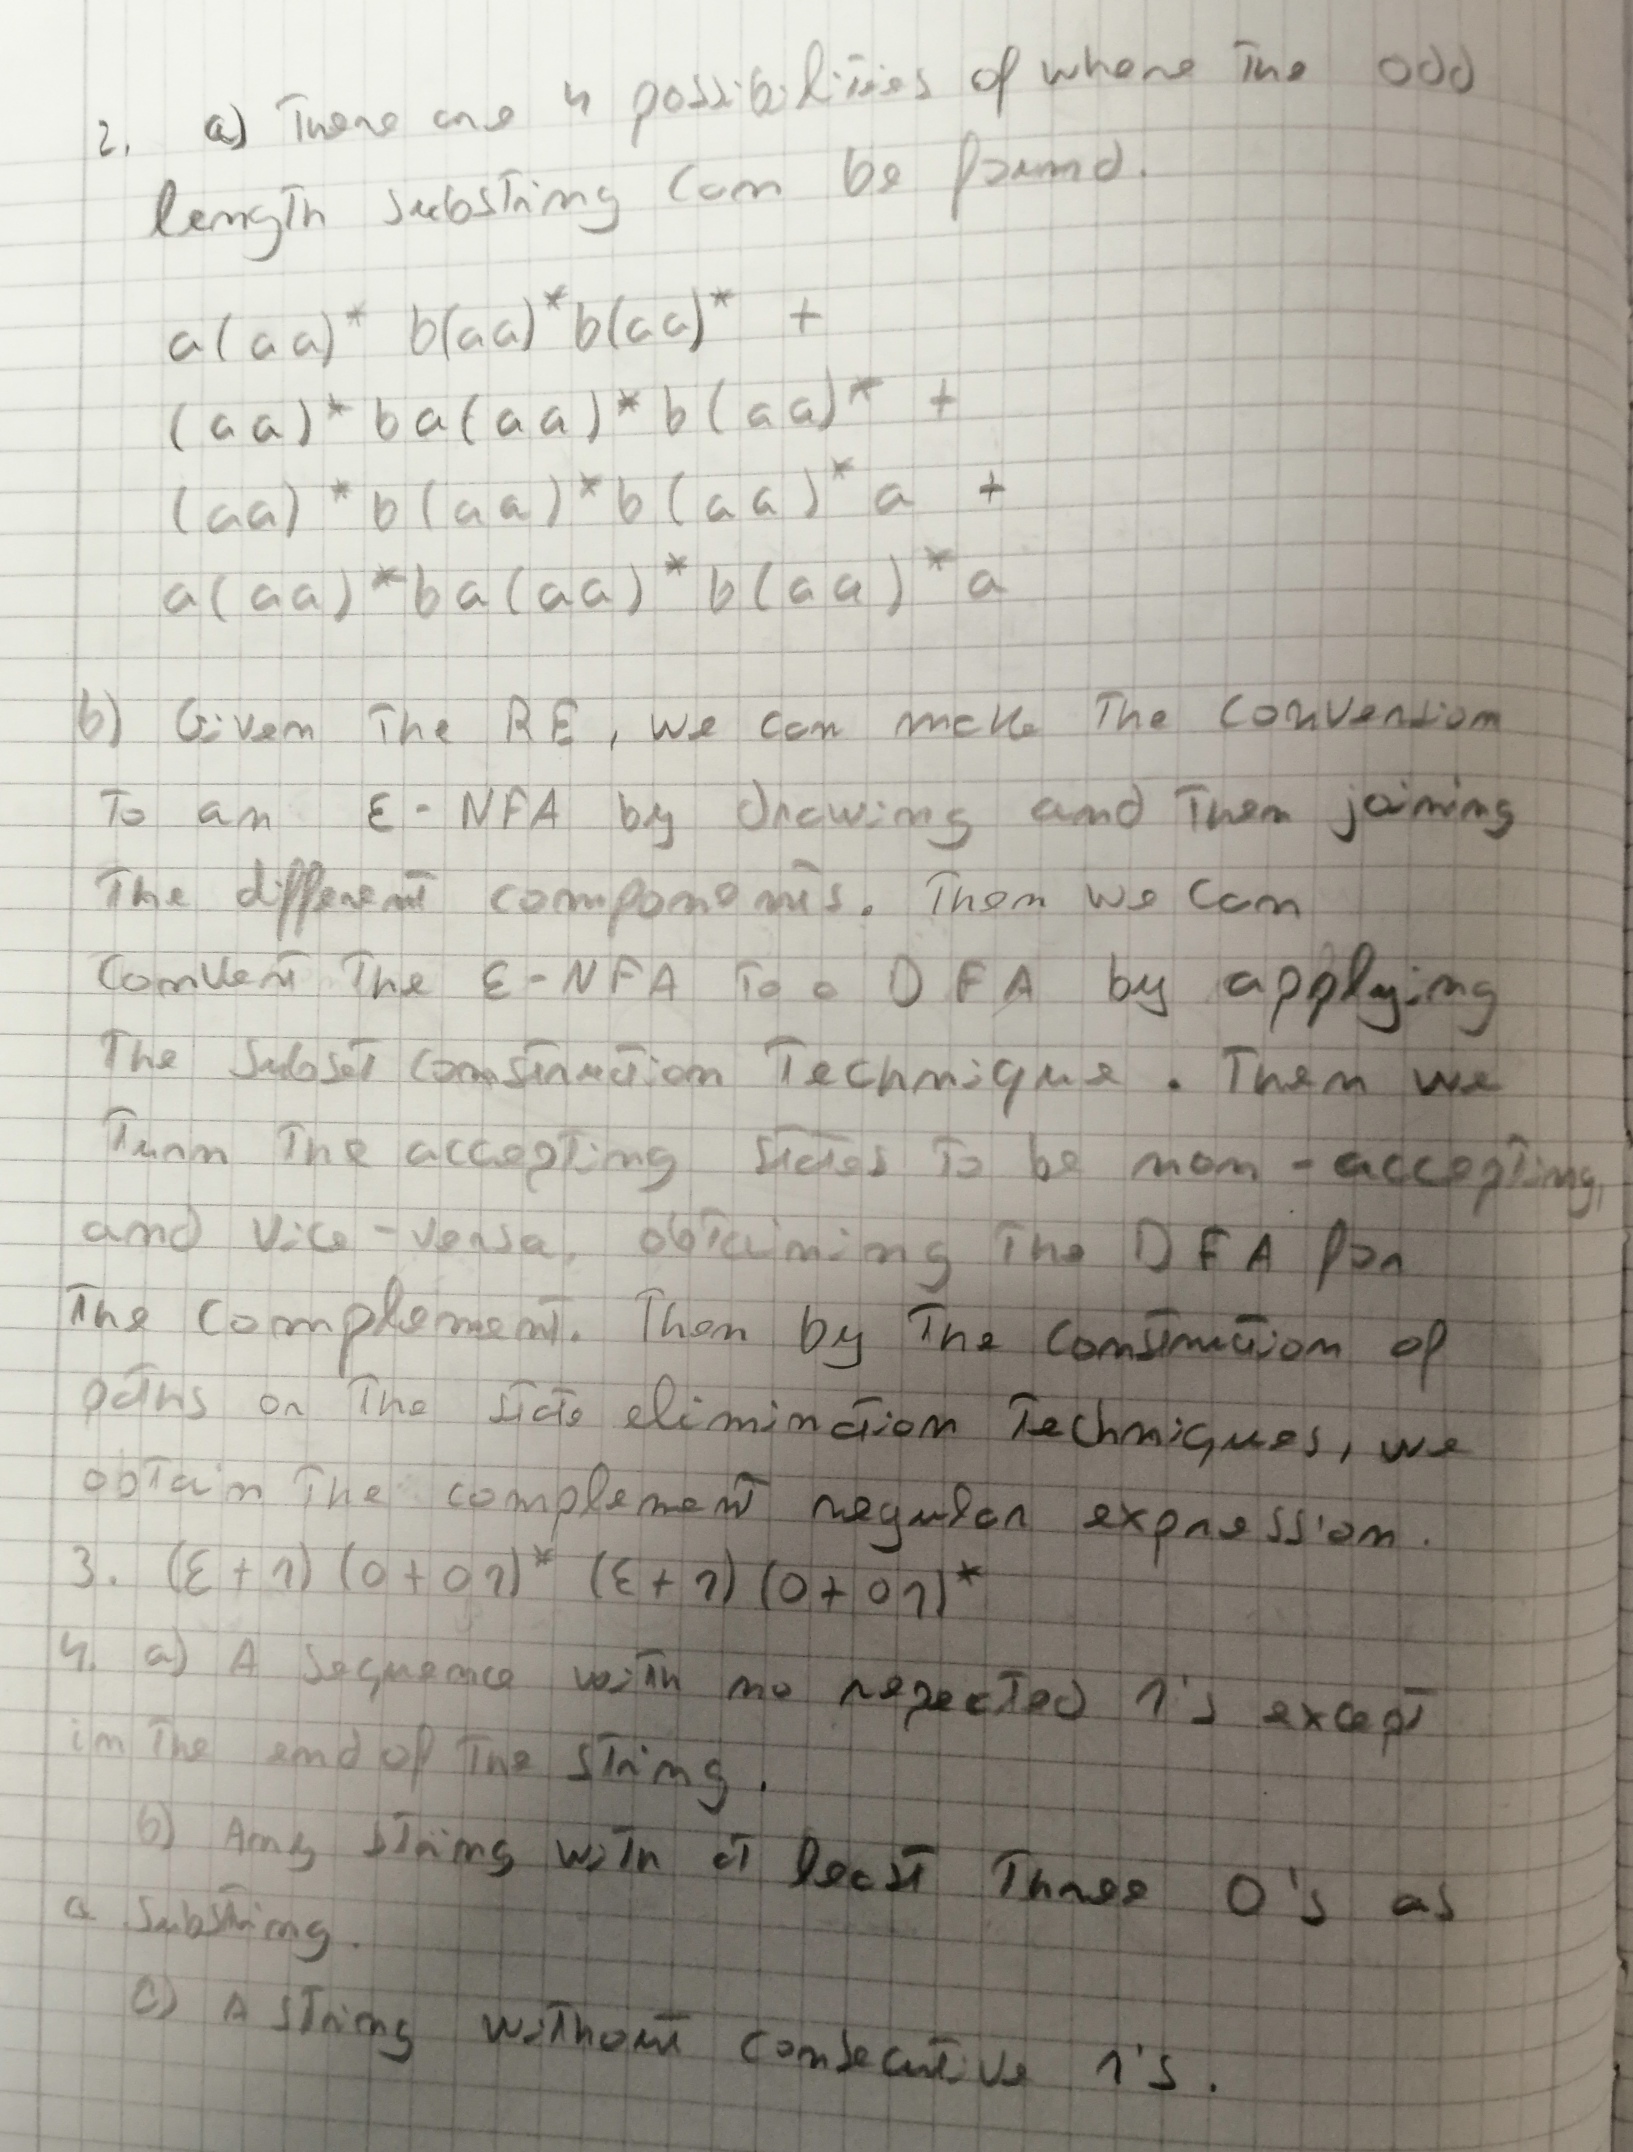 2. a) There are 4 possibilities of where the odd
length substring can be found.
a(aa)* b(aa)*b(aa)* +
(aa)*ba(aa)*b(aa)* +
(aa)*b(aa)*b(aa)*a +
a(aa)*ba(aa)*b(aa)*a
b) Given the RE, we can make the conversion
to an ε-NFA by drawing and then joining
the different components. Then we can
convert the ε-NFA to a DFA by applying
the subset construction technique. Then we
turn the accepting states to be non-accepting,
and vice-versa, obtaining the DFA for
the complement. Then by the construction of
paths or the state elimination techniques, we
obtain the complement regular expression.
3. (ε+1)(0+01)* (ε+1)(0+01)*
4. a) A sequence with no repeated 1's except
in the end of the string.
b) Any string with at least three 0's as
a substring.
c) A string without consecutive 1's.